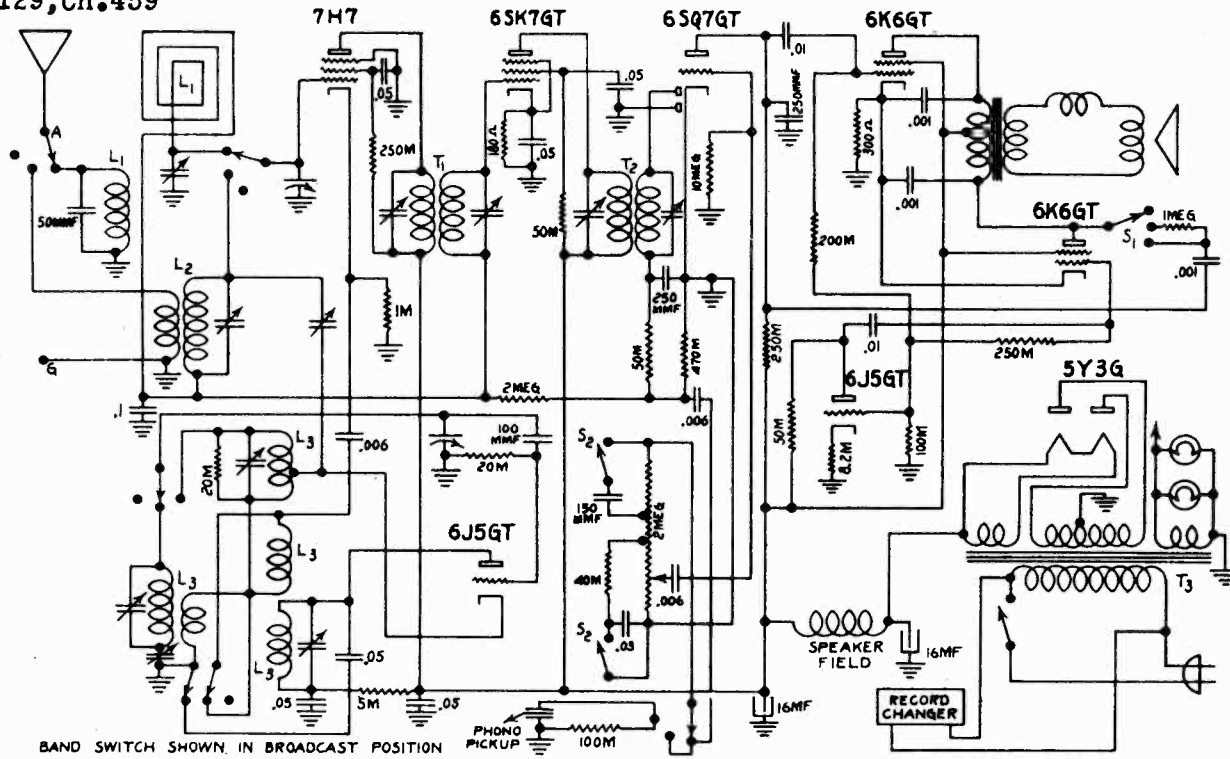 129, CH.459
7H7
6SK7GT
6SQ7GT
6K6GT
A
L1
L1
50MMF
.05
250M
T1
180Ω
.05
.05
50M
T2
10MEG
.01
250MMF
300Ω
.001
.001
200M
6K6GT
S1
1MEG
.001
L2
G
.1
1M
2MEG
250
MMF
50M
470M
.006
250M
50M
.01
6J5GT
8.2M
100M
250M
5Y3G
20M
L3
.006
100
MMF
20M
6J5GT
S2
150
MMF
2MEG
40M
.006
S2
.03
L3
L3
L3
.05
.05
5M
.05
16MF
SPEAKER
FIELD
16MF
T3
RECORD
CHANGER
PHONO
PICKUP
100M
BAND SWITCH SHOWN IN BROADCAST POSITION